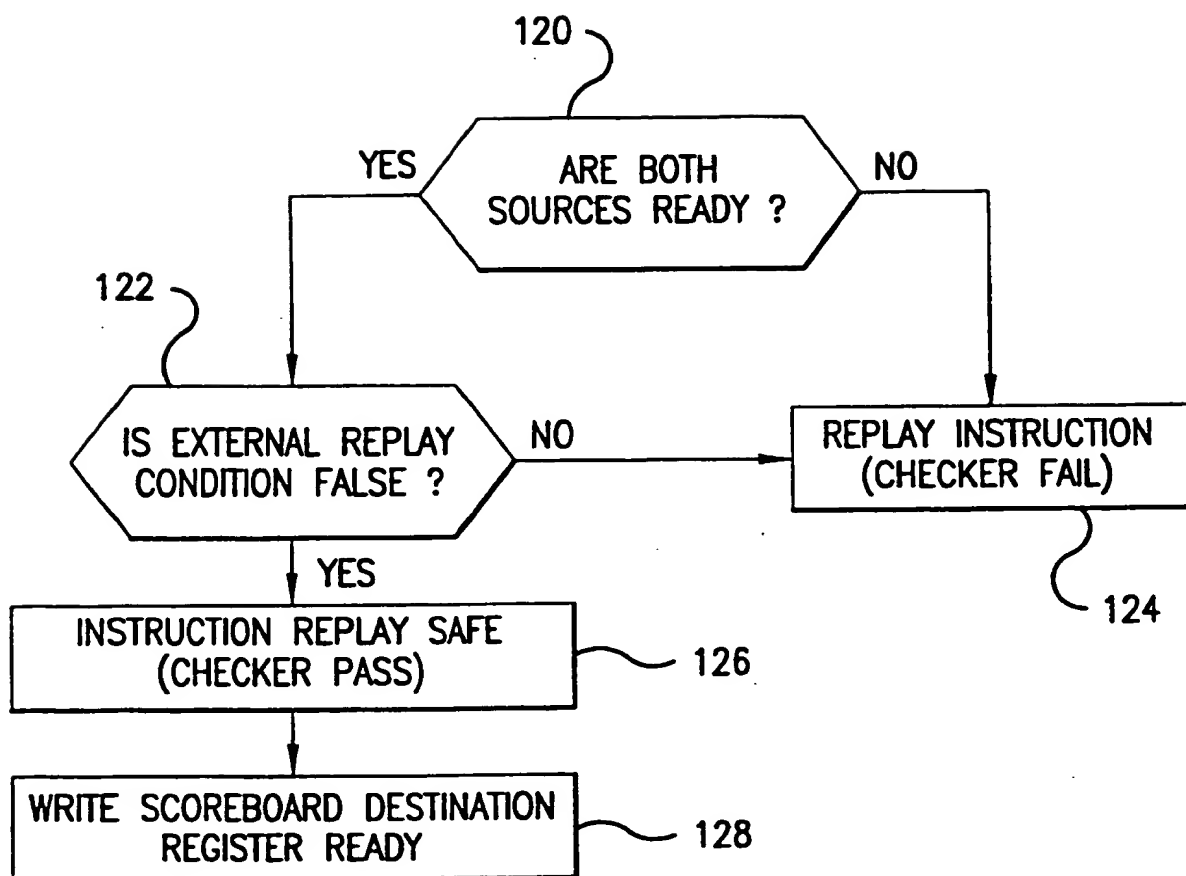 120
YES
ARE BOTH
SOURCES READY ?
NO
122
IS EXTERNAL REPLAY
CONDITION FALSE ?
NO
REPLAY INSTRUCTION
(CHECKER FAIL)
124
YES
INSTRUCTION REPLAY SAFE
(CHECKER PASS)
126
WRITE SCOREBOARD DESTINATION
REGISTER READY
128